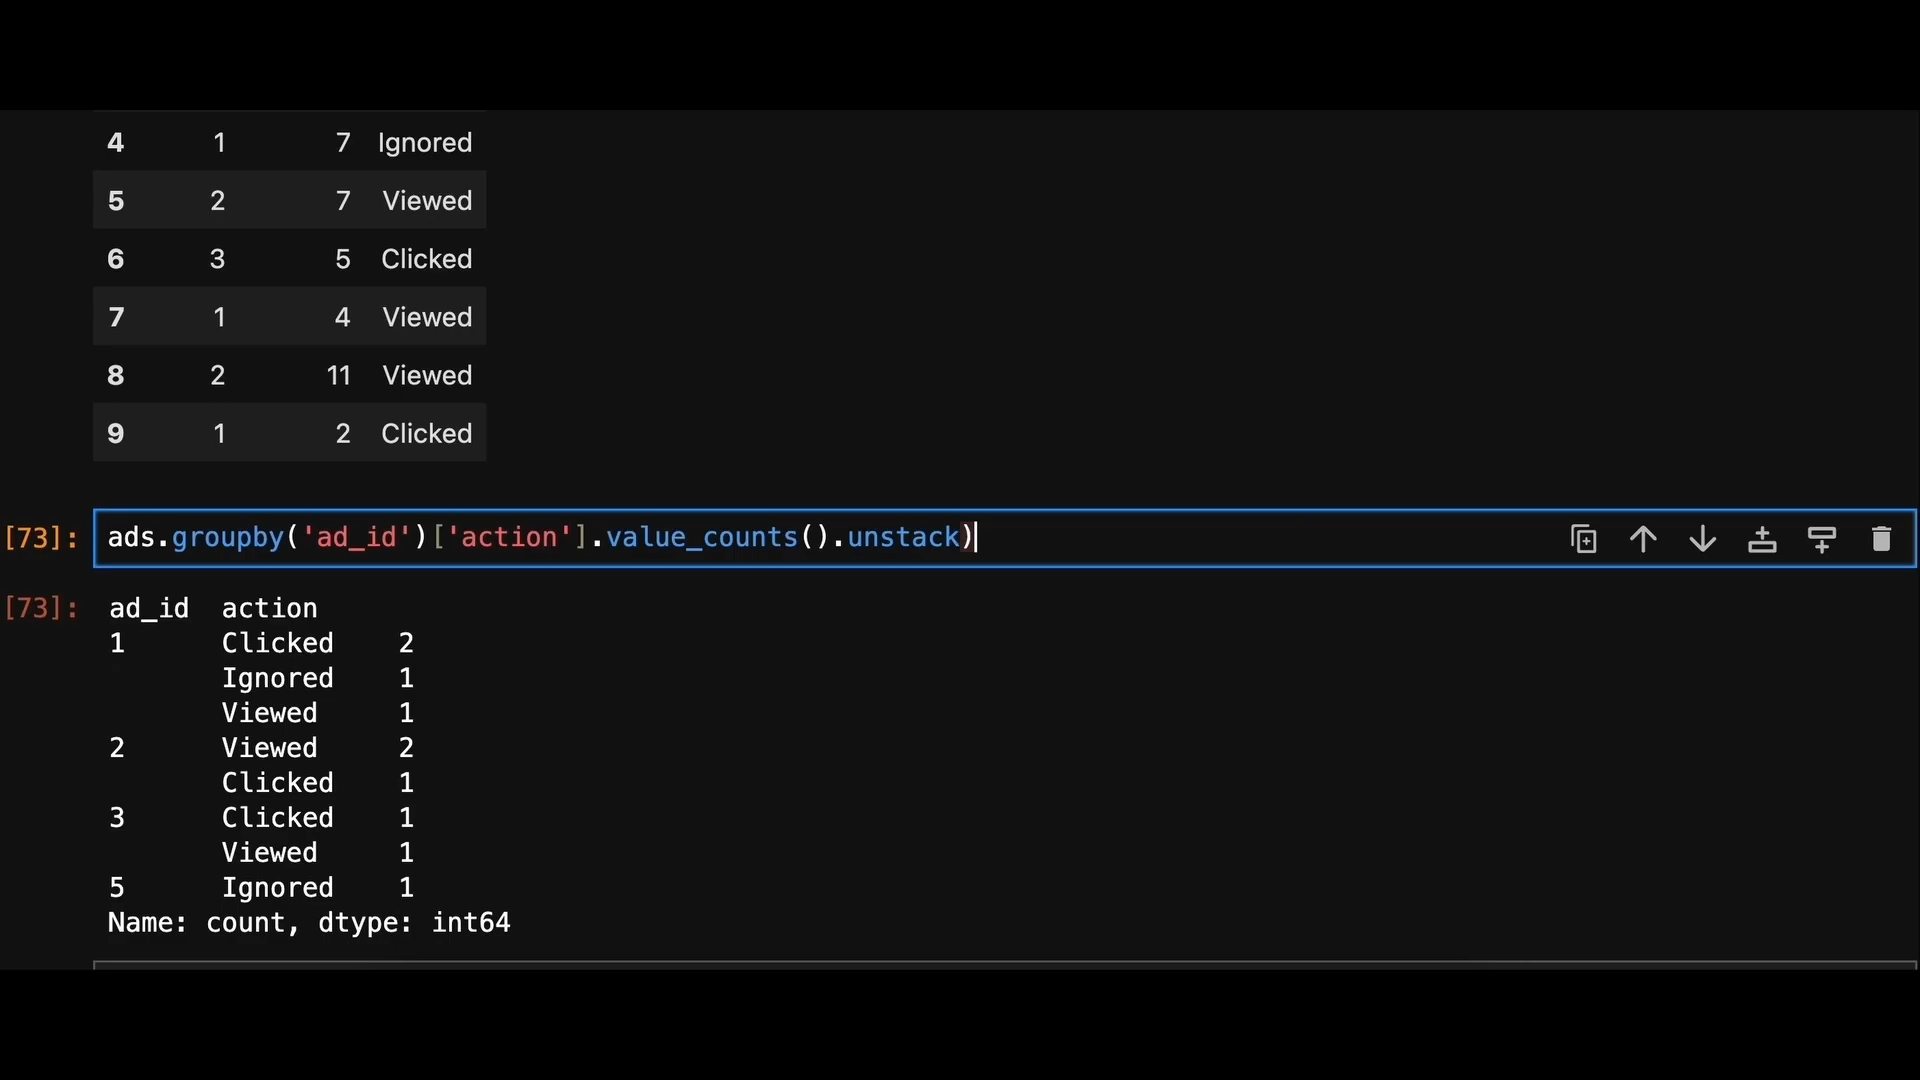 4 1 7 Ignored
5 2 7 Viewed
6 3 5 Clicked
7 1 4 Viewed
8 2 11 Viewed
9 1 2 Clicked
[73]: ads.groupby('ad_id')['action'].value_counts().unstack)
[73]: ad_id action
1 Clicked 2
Ignored 1
Viewed 1
2 Viewed 2
Clicked 1
3 Clicked 1
Viewed 1
5 Ignored 1
Name: count, dtype: int64